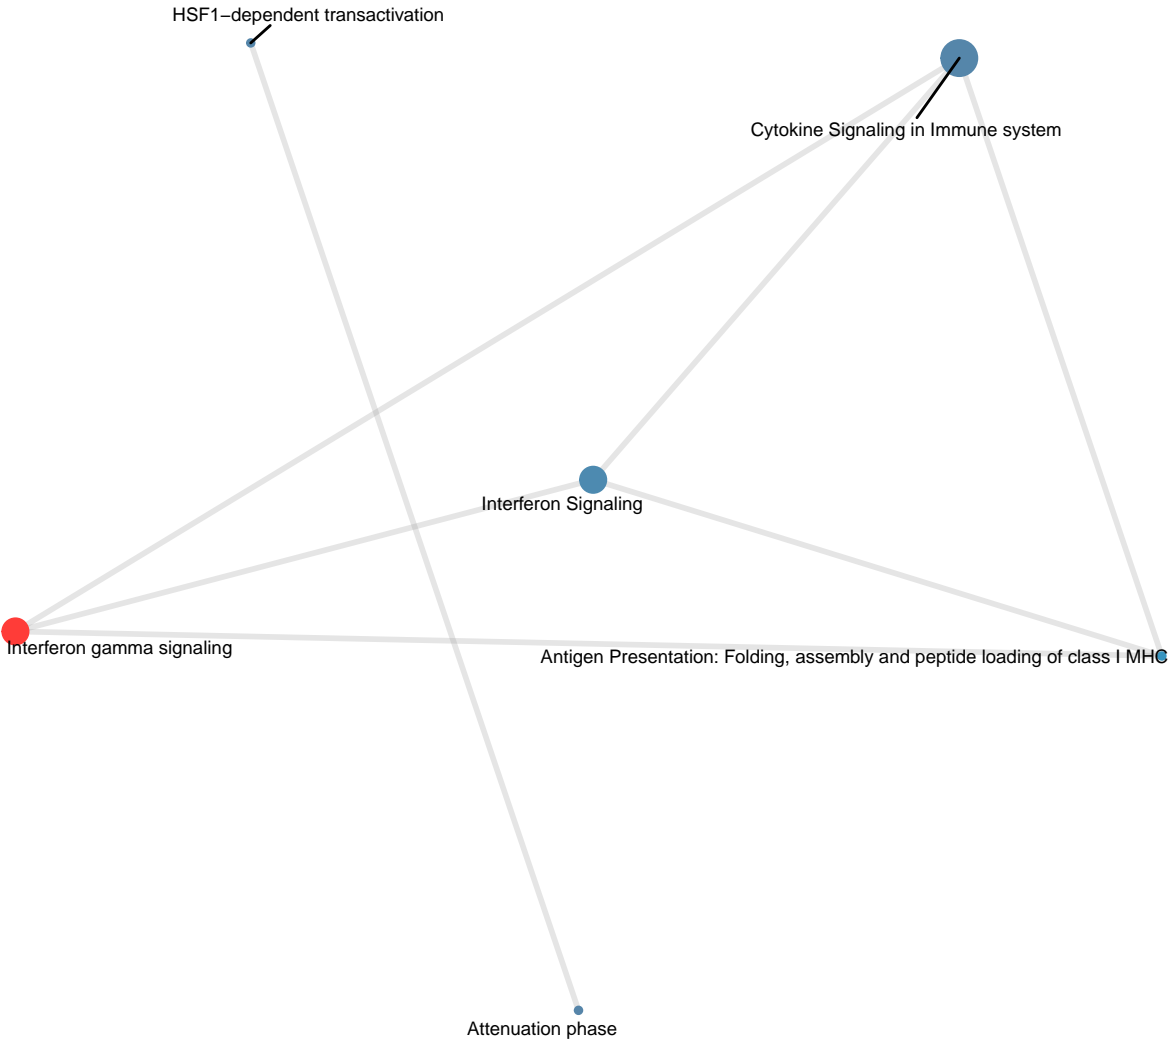 HSF1−dependent transactivation
Cytokine Signaling in Immune system
Interferon Signaling
Interferon gamma signaling
Antigen Presentation: Folding, assembly and peptide loading of class I MHC
Attenuation phase